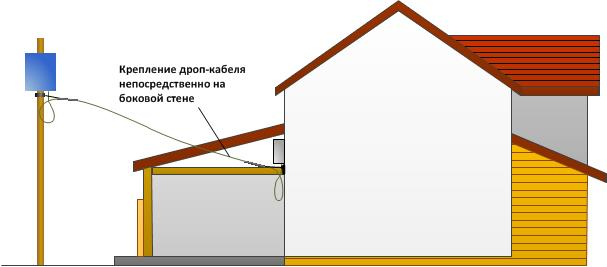 Крепление дроп-кабеля
непосредственно на
боковой стене